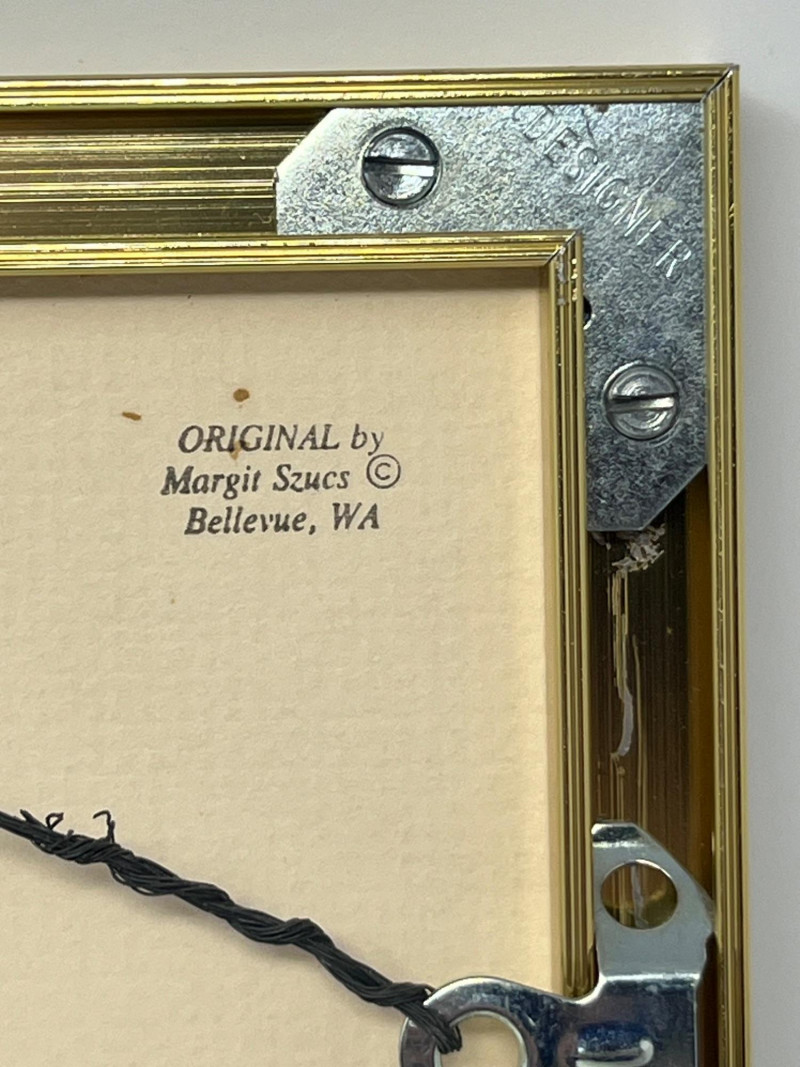 DESIGNER
ORIGINAL by
Margit Szucs ©
Bellevue, WA